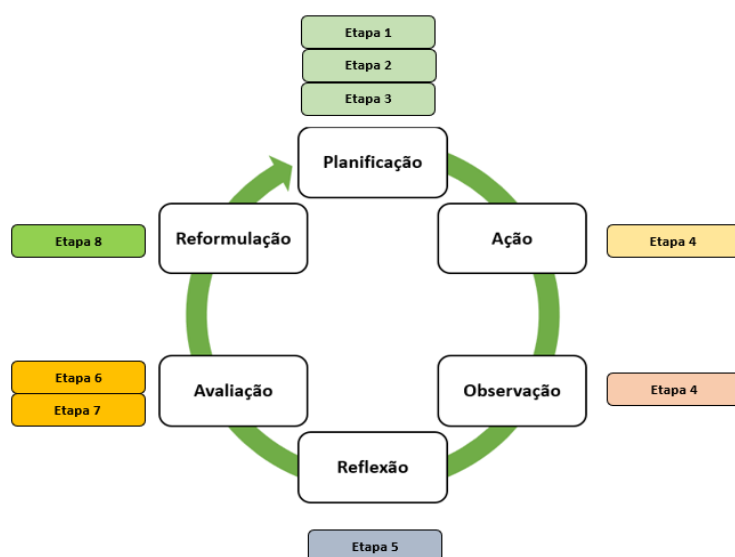 Etapa 1
Etapa 2
Etapa 3
Planificação
Reformulação
Ação
Etapa 8
Etapa 4
Etapa 6
Etapa 7
Avaliação
Observação
Etapa 4
Reflexão
Etapa 5